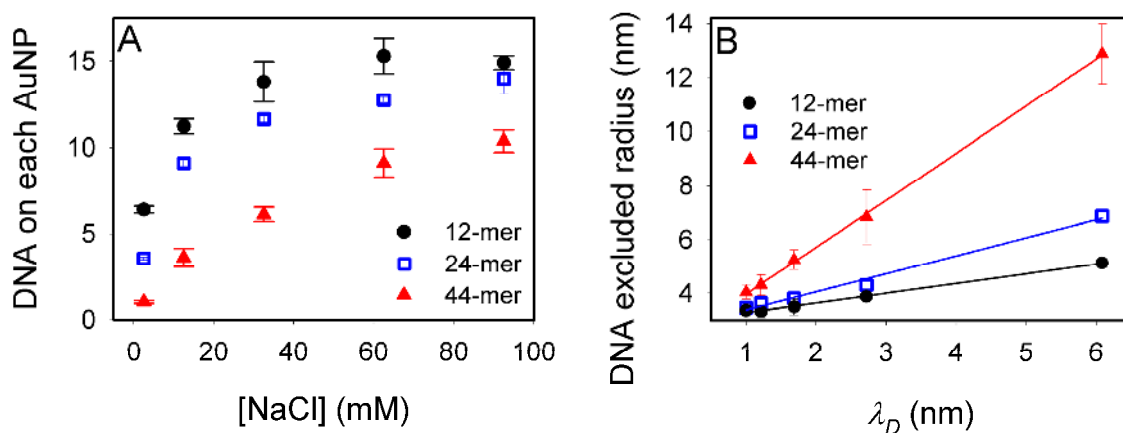 A
DNA on each AuNP
15
10
5
0
12-mer
24-mer
44-mer
0 20 40 60 80 100
[NaCl] (mM)
B
DNA excluded radius (nm)
14
12
10
8
6
4
12-mer
24-mer
44-mer
1 2 3 4 5 6
λD (nm)